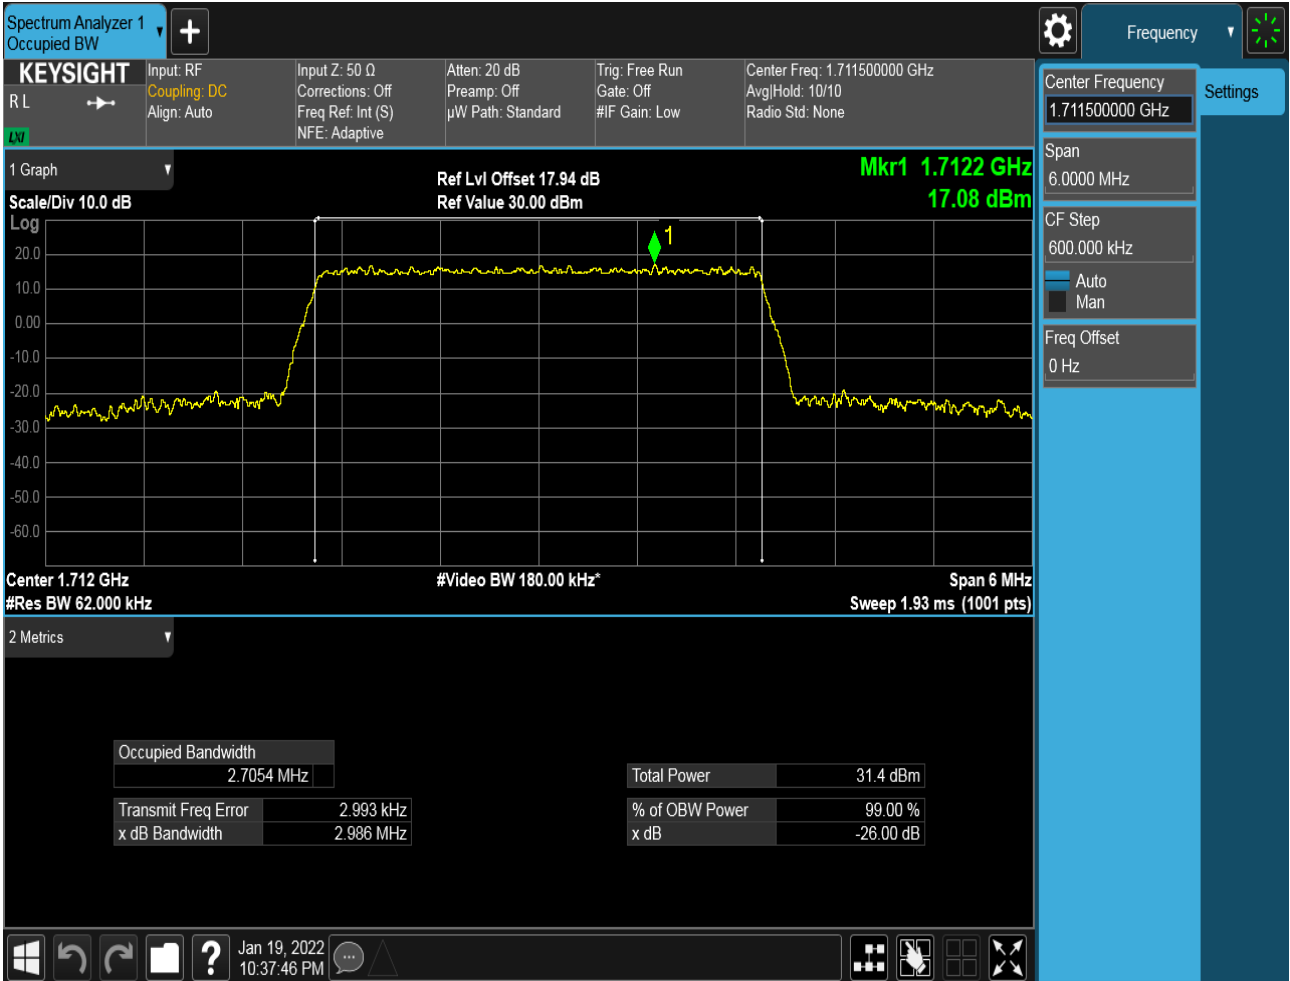 Spectrum Analyzer 1
Occupied BW
Frequency
KEYSIGHT
R L
LXI
Input: RF
Coupling: DC
Align: Auto
Input Z: 50 Ω
Corrections: Off
Freq Ref: Int (S)
NFE: Adaptive
Atten: 20 dB
Preamp: Off
µW Path: Standard
Trig: Free Run
Gate: Off
#IF Gain: Low
Center Freq: 1.711500000 GHz
Avg|Hold: 10/10
Radio Std: None
Center Frequency
1.711500000 GHz
Settings
Span
6.0000 MHz
CF Step
600.000 kHz
Auto
Man
Freq Offset
0 Hz
1 Graph
Scale/Div 10.0 dB
Log
Ref Lvl Offset 17.94 dB
Ref Value 30.00 dBm
Mkr1 1.7122 GHz
17.08 dBm
1
20.0
10.0
0.00
-10.0
-20.0
-30.0
-40.0
-50.0
-60.0
Center 1.712 GHz
#Res BW 62.000 kHz
#Video BW 180.00 kHz*
Span 6 MHz
Sweep 1.93 ms (1001 pts)
2 Metrics
Occupied Bandwidth
2.7054 MHz
Transmit Freq Error 2.993 kHz
x dB Bandwidth 2.986 MHz
Total Power 31.4 dBm
% of OBW Power 99.00 %
x dB -26.00 dB
?
Jan 19, 2022
10:37:46 PM